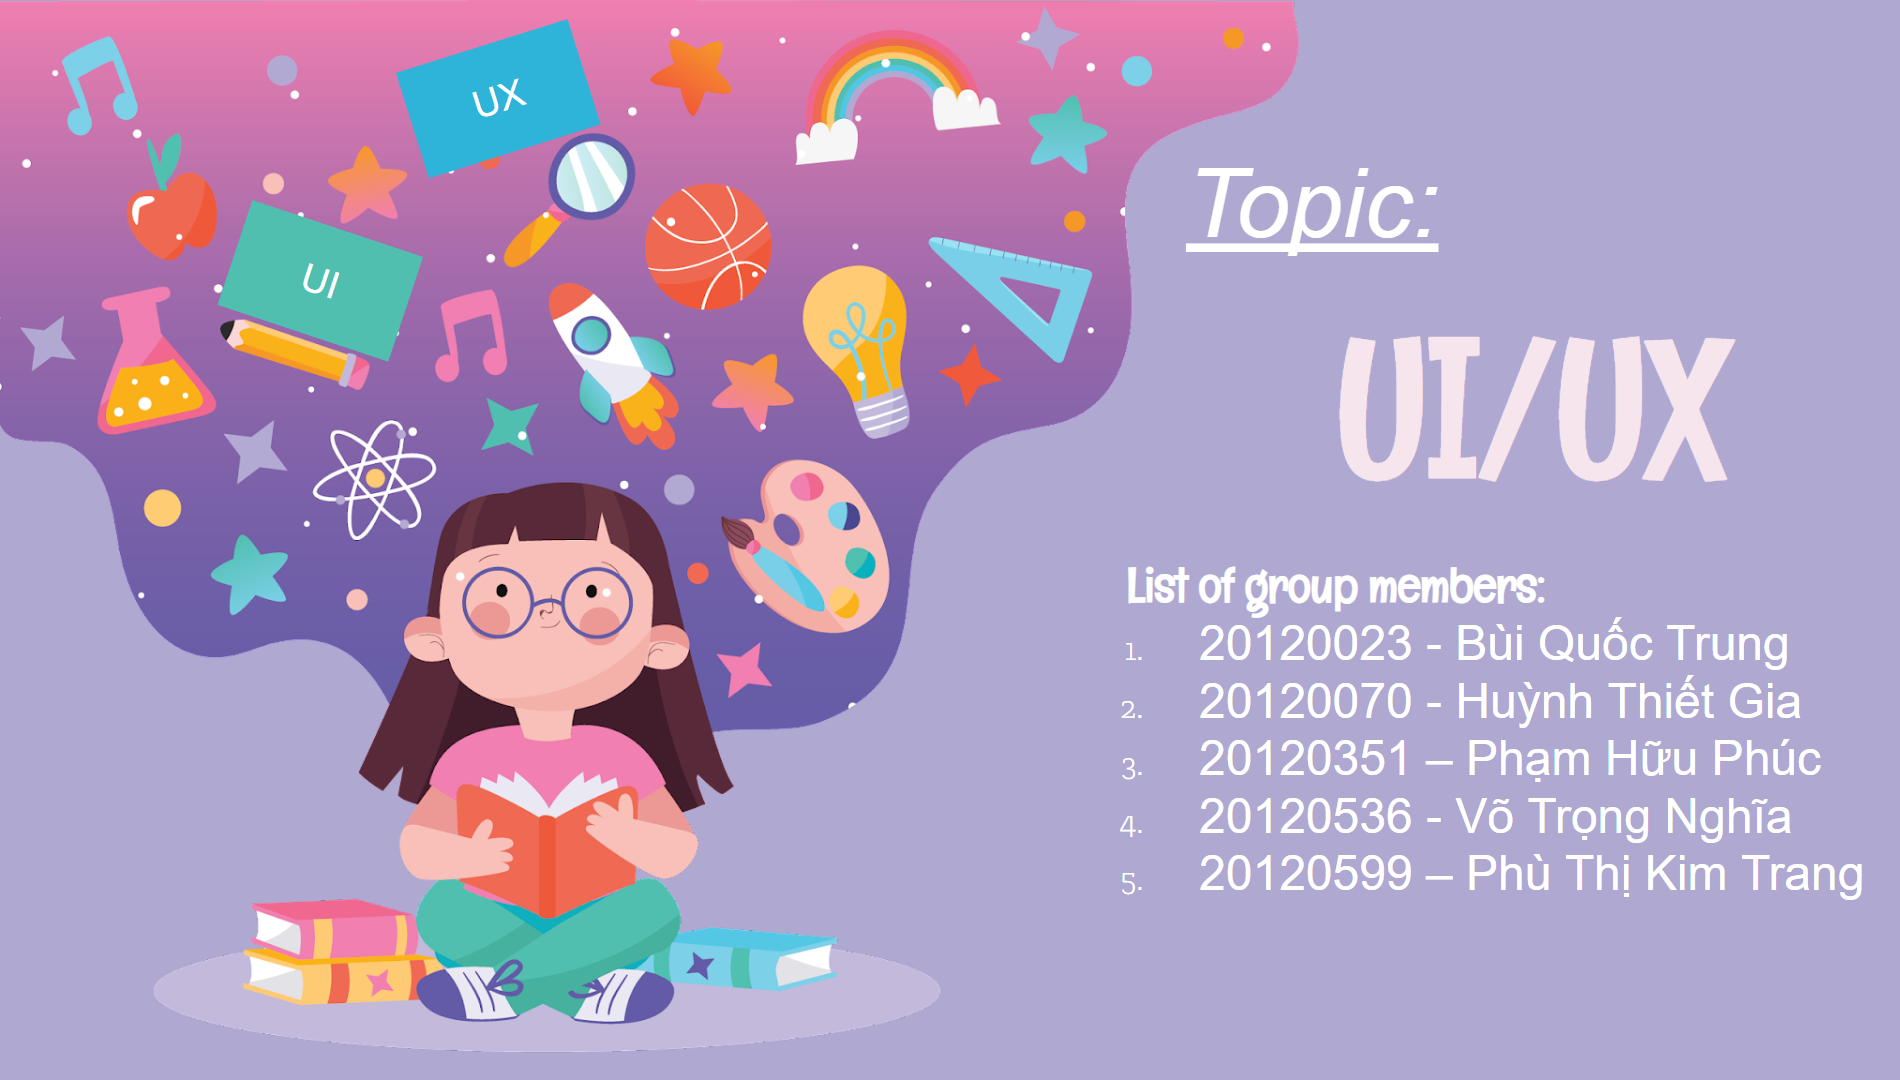 UX
UI
Topic:
UI/UX
List of group members:
1. 20120023 - Bùi Quốc Trung
2. 20120070 - Huỳnh Thiết Gia
3. 20120351 – Phạm Hữu Phúc
4. 20120536 - Võ Trọng Nghĩa
5. 20120599 – Phù Thị Kim Trang